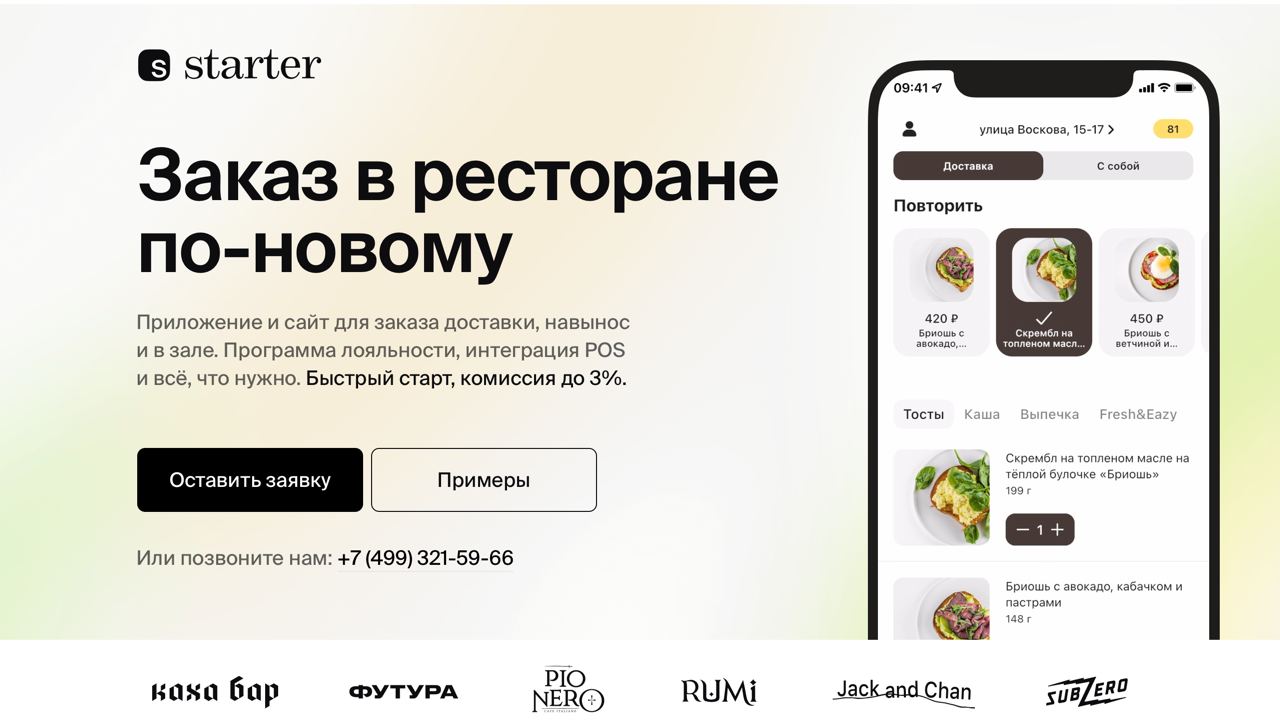 s starter
Заказ в ресторане
по-новому
Приложение и сайт для заказа доставки, навынос
и в зале. Программа лояльности, интеграция POS
и всё, что нужно. Быстрый старт, комиссия до 3%.
Оставить заявку
Примеры
Или позвоните нам: +7 (499) 321-59-66
09:41
улица Воскова, 15-17
81
Доставка
С собой
Повторить
420 ₽
Бриошь с
авокадо,...
Скрембл на
топленом масл...
450 ₽
Бриошь с
ветчиной и...
Тосты
Каша
Выпечка
Fresh&Eazy
Скрембл на топленом масле на
тёплой булочке «Бриошь»
199 г
1
Бриошь с авокадо, кабачком и
пастрами
148 г
каха бар
ФУТУРА
PIO
NERO
RUMi
Jack and Chan
SUBZERO